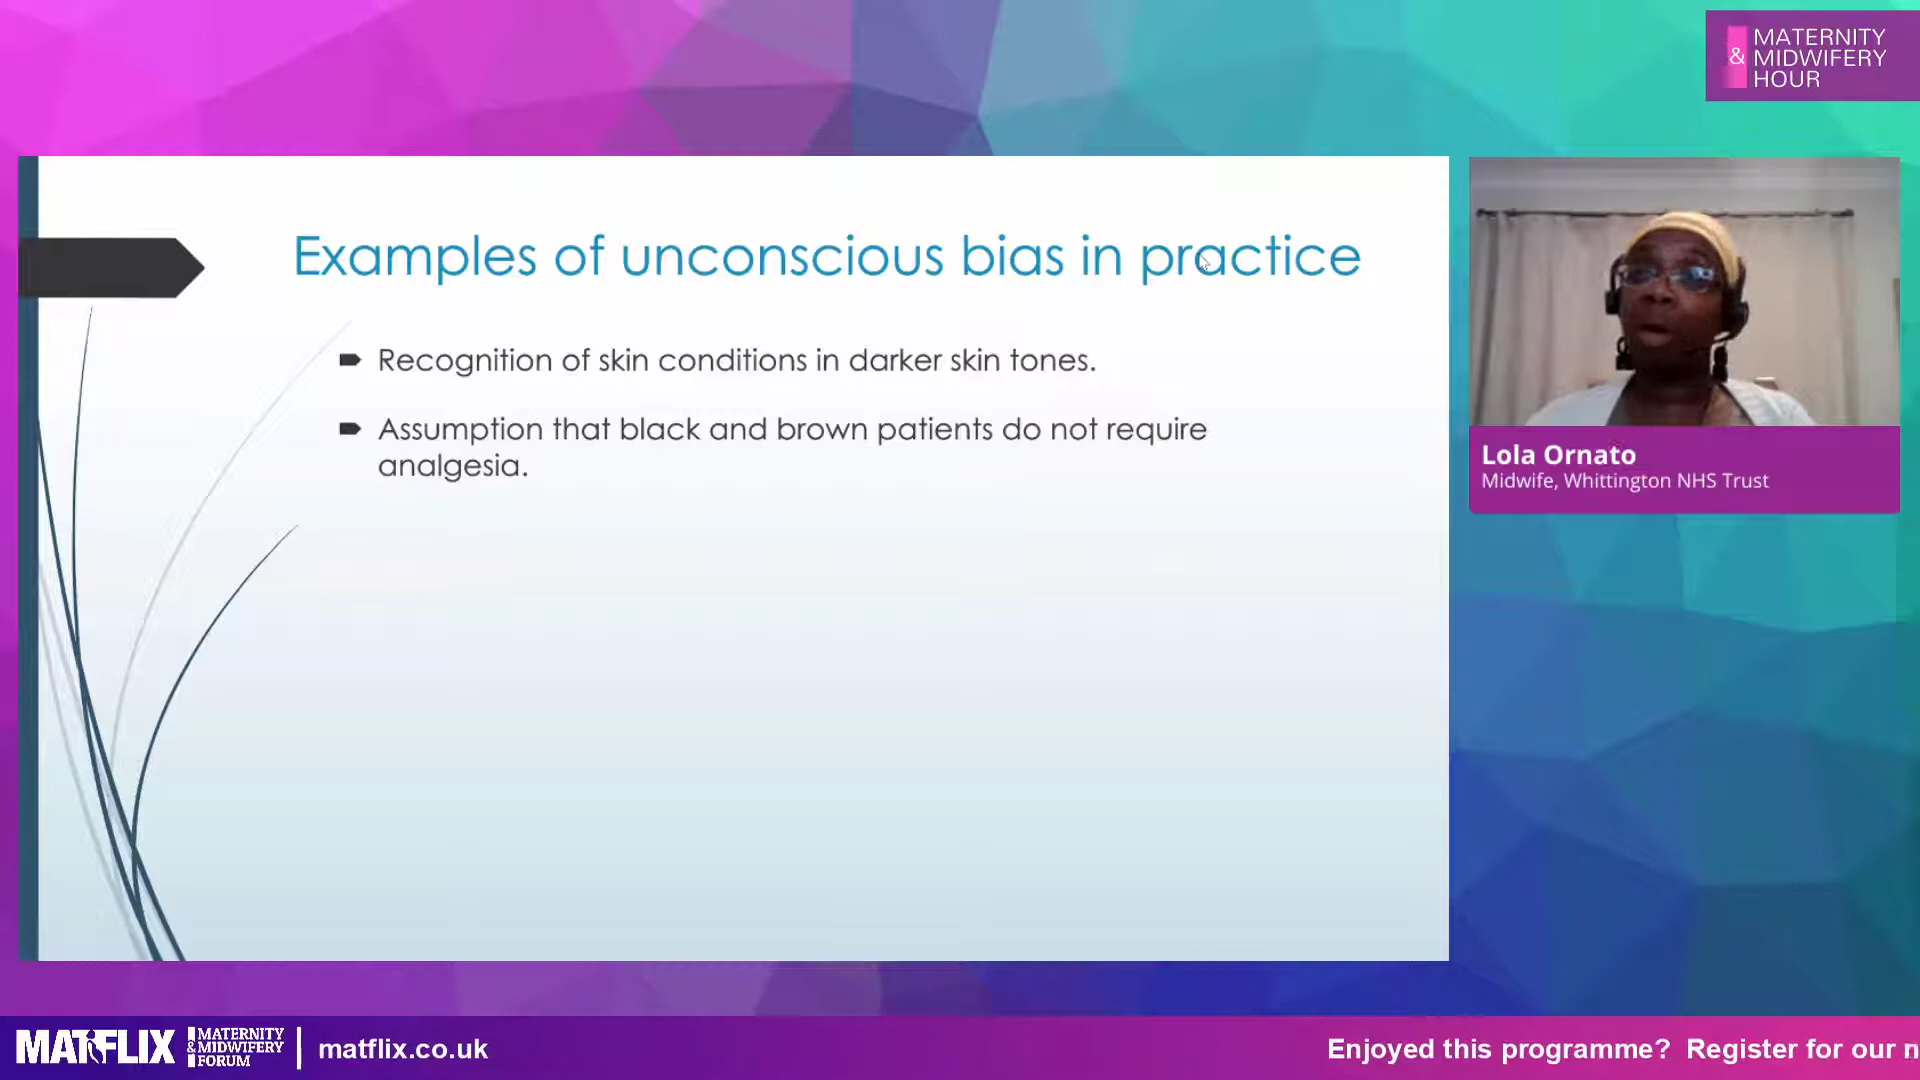 MATERNITY
& MIDWIFERY
HOUR
Examples of unconscious bias in practice
Recognition of skin conditions in darker skin tones.
Assumption that black and brown patients do not require
analgesia.
Lola Ornato
Midwife, Whittington NHS Trust
MATFLIX
MATERNITY
& MIDWIFERY
FORUM
matflix.co.uk
Enjoyed this programme? Register for our n